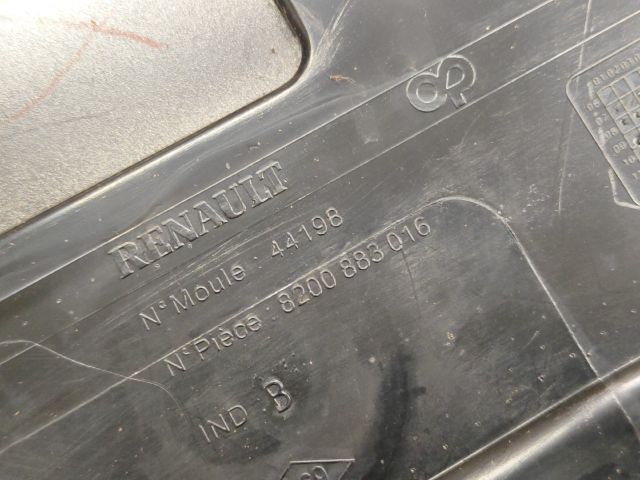 RENAULT
N° Moule : 44198
N° Pièce : 8200 883 016
IND B